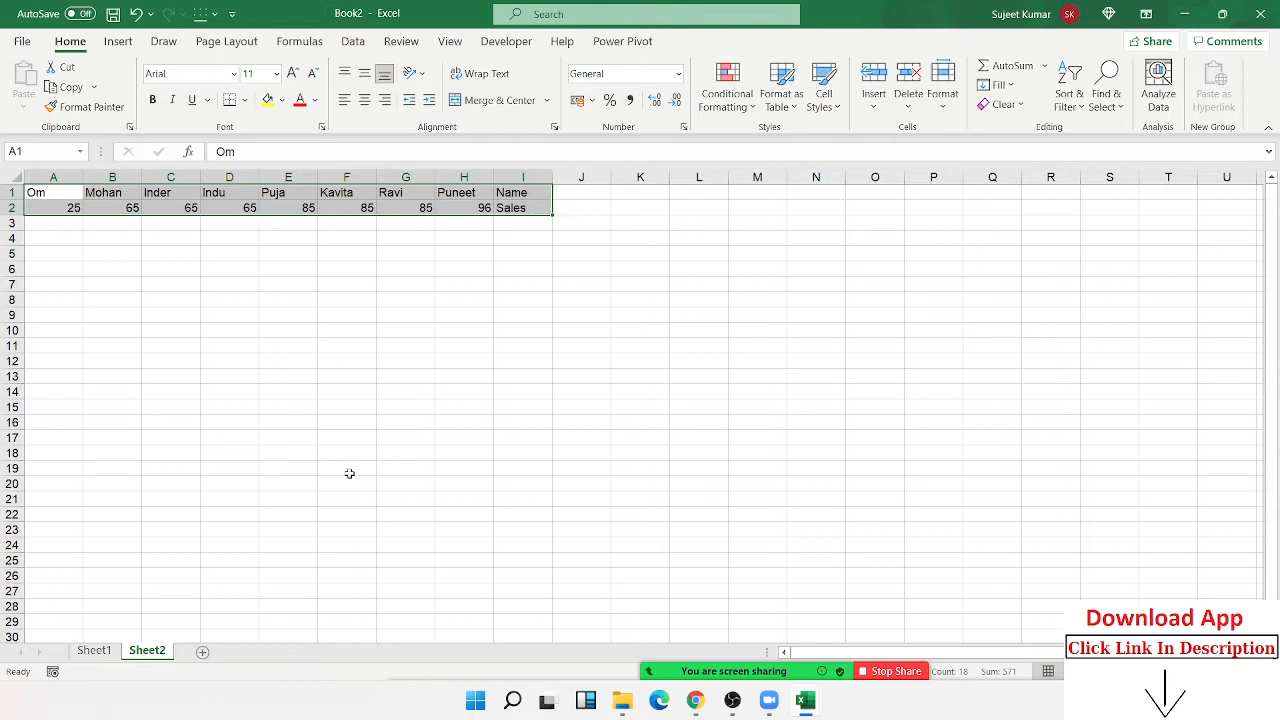 AutoSave Off Book2 - Excel Search Sujeet Kumar SK
File Home Insert Draw Page Layout Formulas Data Review View Developer Help Power Pivot Share Comments
Paste Cut Copy Format Painter Clipboard
Arial 11 B I U A Font
Wrap Text Merge & Center Alignment
General % Number
Conditional Formatting Format as Table Cell Styles Styles
Insert Delete Format Cells
AutoSum Fill Clear Sort & Filter Find & Select Editing
Analyze Data Analysis
Paste as Hyperlink New Group
A1 fx Om
A B C D E F G H I J K L M N O P Q R S T U
1 Om Mohan Inder Indu Puja Kavita Ravi Puneet Name
2 25 65 65 65 85 85 85 96 Sales
3
4
5
6
7
8
9
10
11
12
13
14
15
16
17
18
19
20
21
22
23
24
25
26
27
28
29
30
Download App
Click Link In Description
Sheet1 Sheet2
Ready You are screen sharing Stop Share Count: 18 Sum: 571